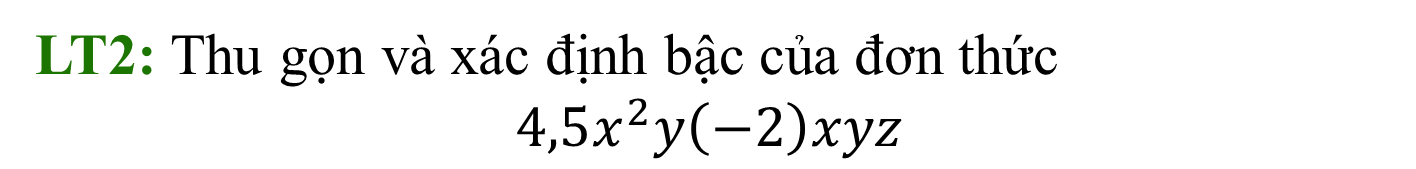 LT2: Thu gọn và xác định bậc của đơn thức
4,5x²y(−2)xyz